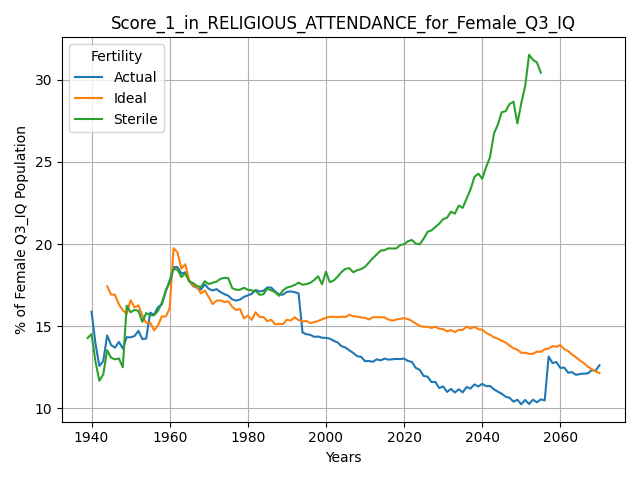 Score_1_in_RELIGIOUS_ATTENDANCE_for_Female_Q3_IQ
Fertility
Actual
Ideal
Sterile
% of Female Q3_IQ Population
30
25
20
15
10
1940
1960
1980
2000
2020
2040
2060
Years